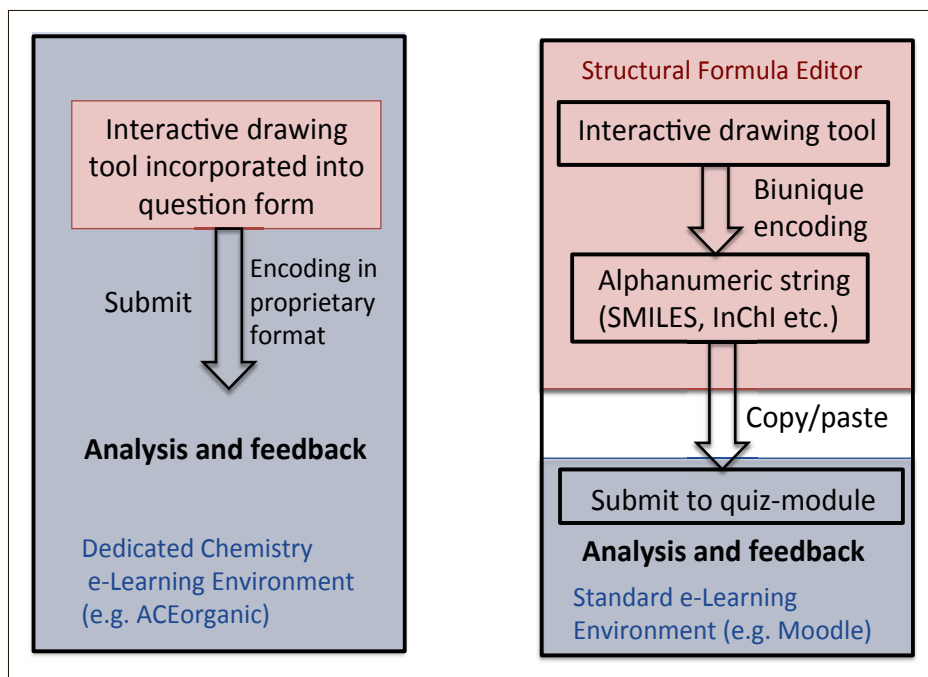 Interactive drawing
tool incorporated into
question form
Submit
Encoding in
proprietary
format
Analysis and feedback
Dedicated Chemistry
e-Learning Environment
(e.g. ACEorganic)
Structural Formula Editor
Interactive drawing tool
Biunique
encoding
Alphanumeric string
(SMILES, InChI etc.)
Copy/paste
Submit to quiz-module
Analysis and feedback
Standard e-Learning
Environment (e.g. Moodle)